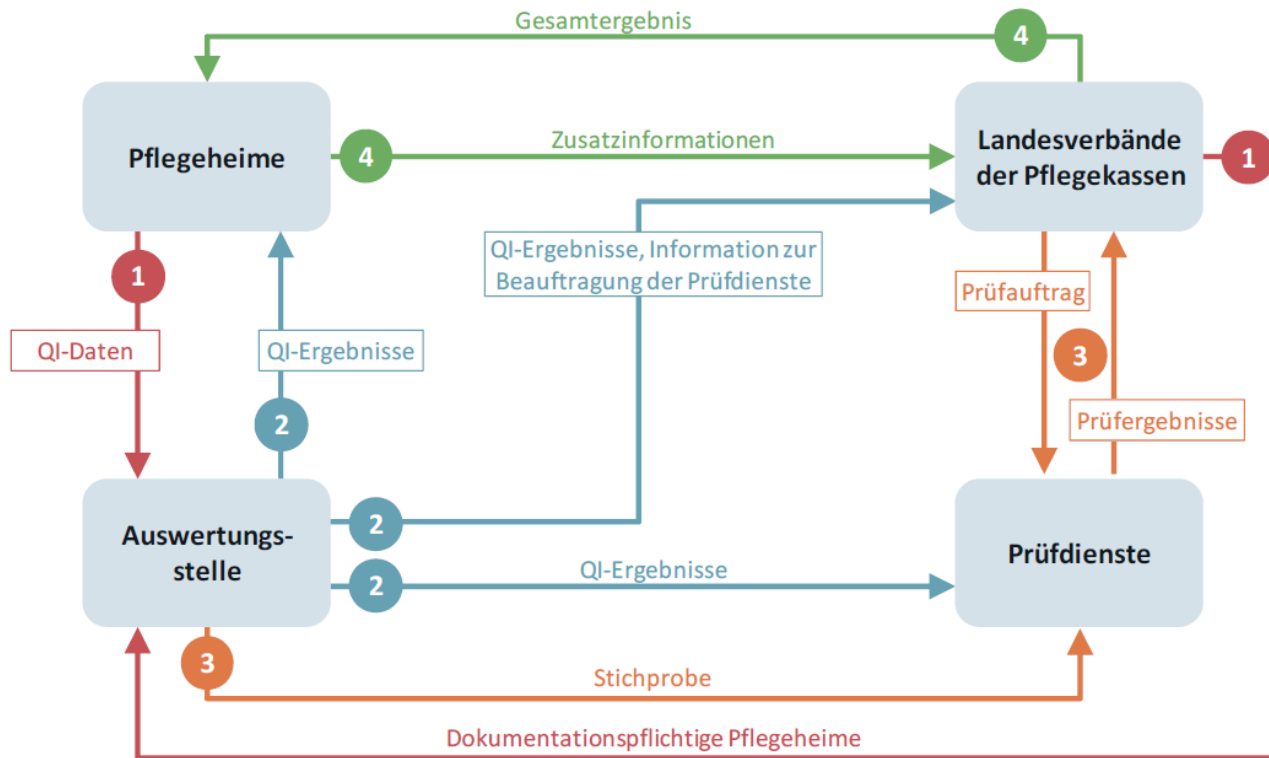 Gesamtergebnis
4
Pflegeheime
4
Zusatzinformationen
Landesverbände
der Pflegekassen
1
1
QI-Daten
2
QI-Ergebnisse
QI-Ergebnisse, Information zur
Beauftragung der Prüfdienste
Prüfauftrag
3
Prüfergebnisse
Auswertungs-
stelle
2
2
QI-Ergebnisse
Prüfdienste
3
Stichprobe
Dokumentationspflichtige Pflegeheime